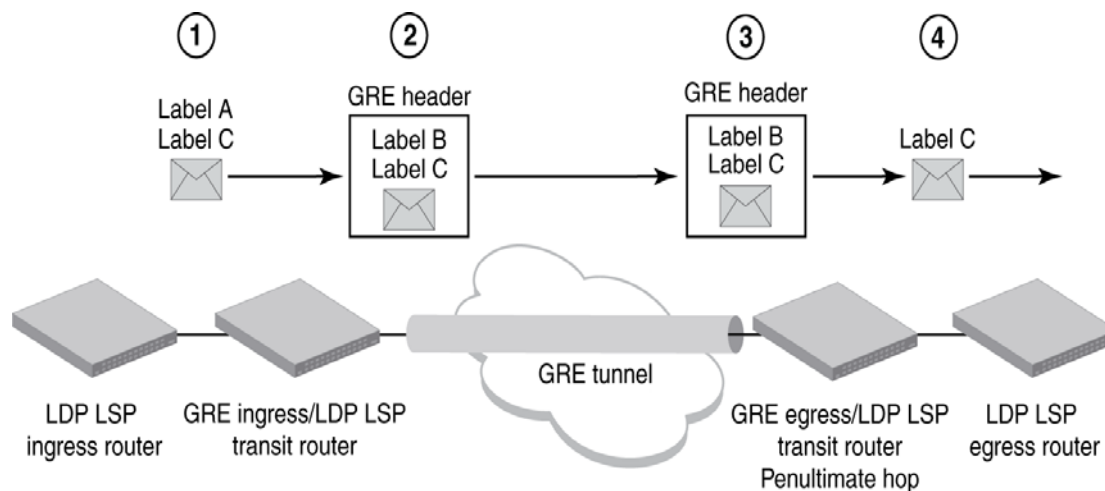 1
2
3
4
Label A
Label C
GRE header
Label B
Label C
GRE header
Label B
Label C
Label C
GRE tunnel
LDP LSP
ingress router
GRE ingress/LDP LSP
transit router
GRE egress/LDP LSP
transit router
Penultimate hop
LDP LSP
egress router